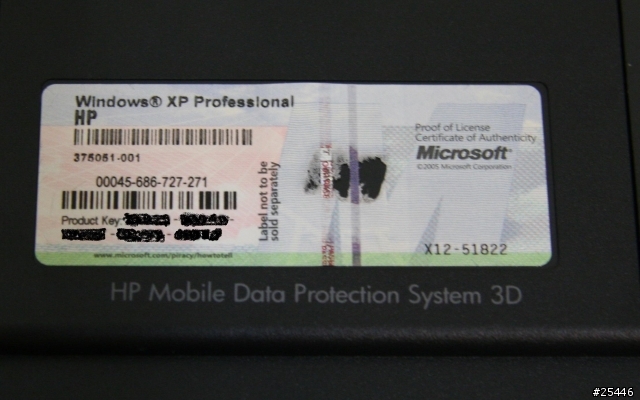 Windows® XP Professional
HP
375051-001
00045-686-727-271
Product Key:
www.microsoft.com/piracy/howtotell
Label not to be
sold separately
Proof of License
Certificate of Authenticity
Microsoft®
©2005 Microsoft Corporation
X12-51822
HP Mobile Data Protection System 3D
#25446